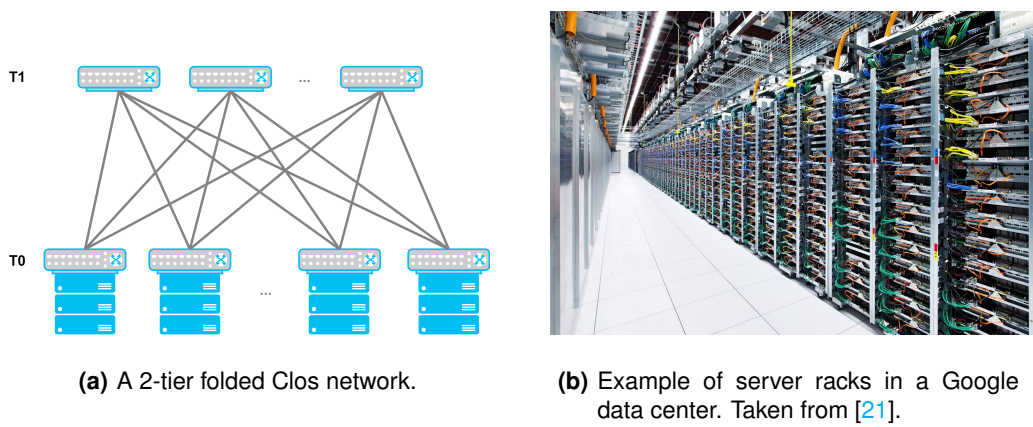 T1
...
T0
...
(a) A 2-tier folded Clos network.
(b) Example of server racks in a Google
data center. Taken from [21].